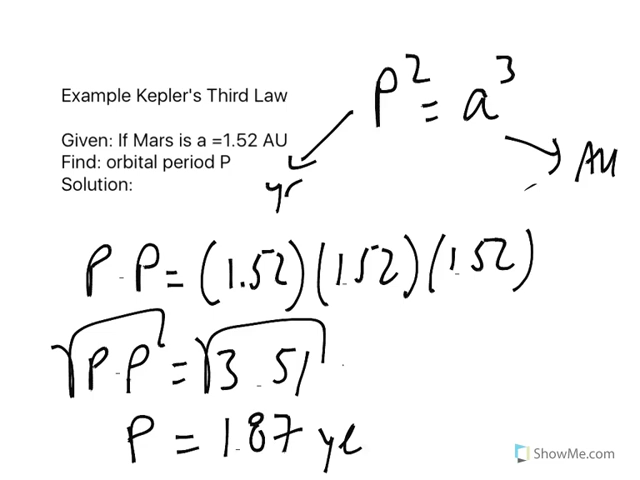 P² = a³
Example Kepler's Third Law
Given: If Mars is a =1.52 AU
Find: orbital period P
Solution:
yr
AU
P · P = (1.52)(1.52)(1.52)
√P·P = √3.51
P = 1.87 ye
ShowMe.com